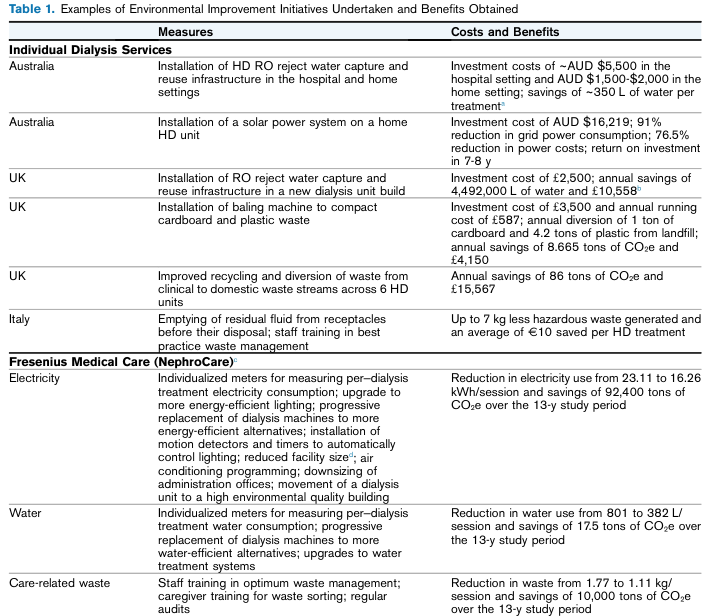 Table 1. Examples of Environmental Improvement Initiatives Undertaken and Benefits Obtained
Measures Costs and Benefits
Individual Dialysis Services
Australia Installation of HD RO reject water capture and Investment costs of ~AUD $5,500 in the
reuse infrastructure in the hospital and home hospital setting and AUD $1,500-$2,000 in the
settings home setting; savings of ~350 L of water per
treatmentᵃ
Australia Installation of a solar power system on a home Investment cost of AUD $16,219; 91%
HD unit reduction in grid power consumption; 76.5%
reduction in power costs; return on investment
in 7-8 y
UK Installation of RO reject water capture and Investment cost of £2,500; annual savings of
reuse infrastructure in a new dialysis unit build 4,492,000 L of water and £10,558ᵇ
UK Installation of baling machine to compact Investment cost of £3,500 and annual running
cardboard and plastic waste cost of £587; annual diversion of 1 ton of
cardboard and 4.2 tons of plastic from landfill;
annual savings of 8.665 tons of CO₂e and
£4,150
UK Improved recycling and diversion of waste from Annual savings of 86 tons of CO₂e and
clinical to domestic waste streams across 6 HD £15,567
units
Italy Emptying of residual fluid from receptacles Up to 7 kg less hazardous waste generated and
before their disposal; staff training in best an average of €10 saved per HD treatment
practice waste management
Fresenius Medical Care (NephroCare)ᶜ
Electricity Individualized meters for measuring per–dialysis Reduction in electricity use from 23.11 to 16.26
treatment electricity consumption; upgrade to kWh/session and savings of 92,400 tons of
more energy-efficient lighting; progressive CO₂e over the 13-y study period
replacement of dialysis machines to more
energy-efficient alternatives; installation of
motion detectors and timers to automatically
control lighting; reduced facility sizeᵈ; air
conditioning programming; downsizing of
administration offices; movement of a dialysis
unit to a high environmental quality building
Water Individualized meters for measuring per–dialysis Reduction in water use from 801 to 382 L/
treatment water consumption; progressive session and savings of 17.5 tons of CO₂e over
replacement of dialysis machines to more the 13-y study period
water-efficient alternatives; upgrades to water
treatment systems
Care-related waste Staff training in optimum waste management; Reduction in waste from 1.77 to 1.11 kg/
caregiver training for waste sorting; regular session and savings of 10,000 tons of CO₂e
audits over the 13-y study period